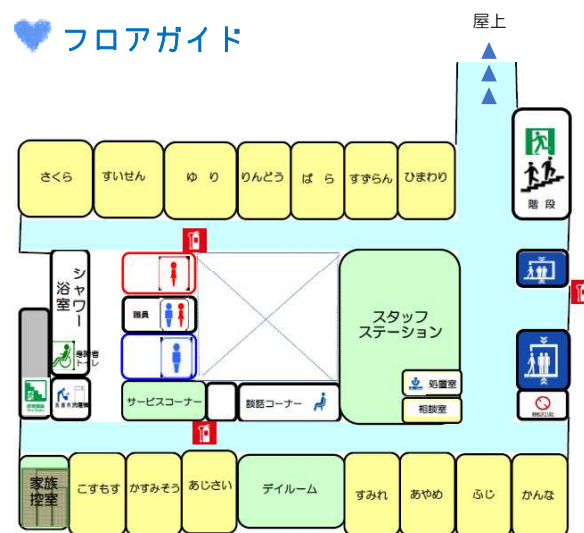 フロアガイド
屋上
さくら
すいせん
ゆり
りんどう
ばら
すずらん
ひまわり
階段
シャワー
浴室
職員
身障者
トイレ
スタッフ
ステーション
処置室
相談室
サービスコーナー
談話コーナー
家族
控室
こすもす
かすみそう
あじさい
デイルーム
すみれ
あやめ
ふじ
かんな